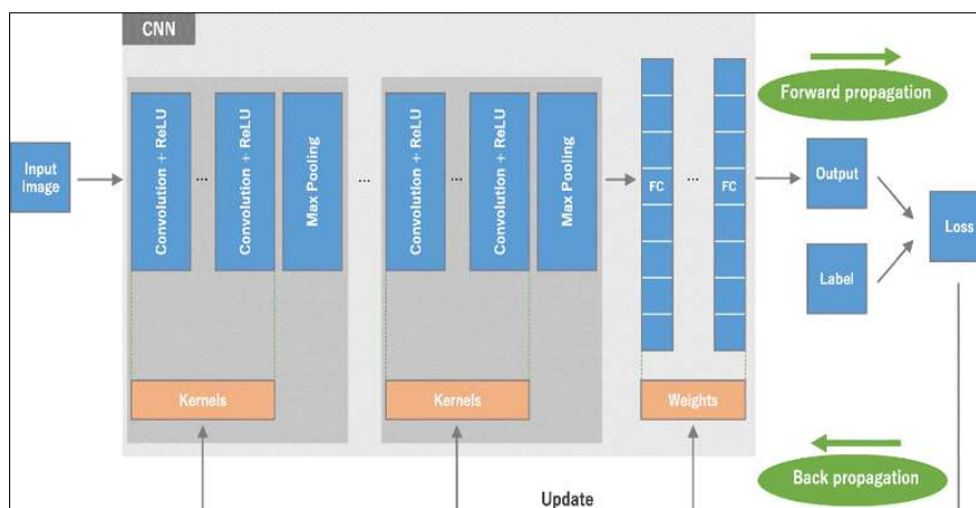 CNN
Forward propagation
Input
Image
Convolution + ReLU
...
Convolution + ReLU
Max Pooling
...
Convolution + ReLU
...
Convolution + ReLU
Max Pooling
FC
...
FC
Output
Label
Loss
Kernels
Kernels
Weights
Back propagation
Update